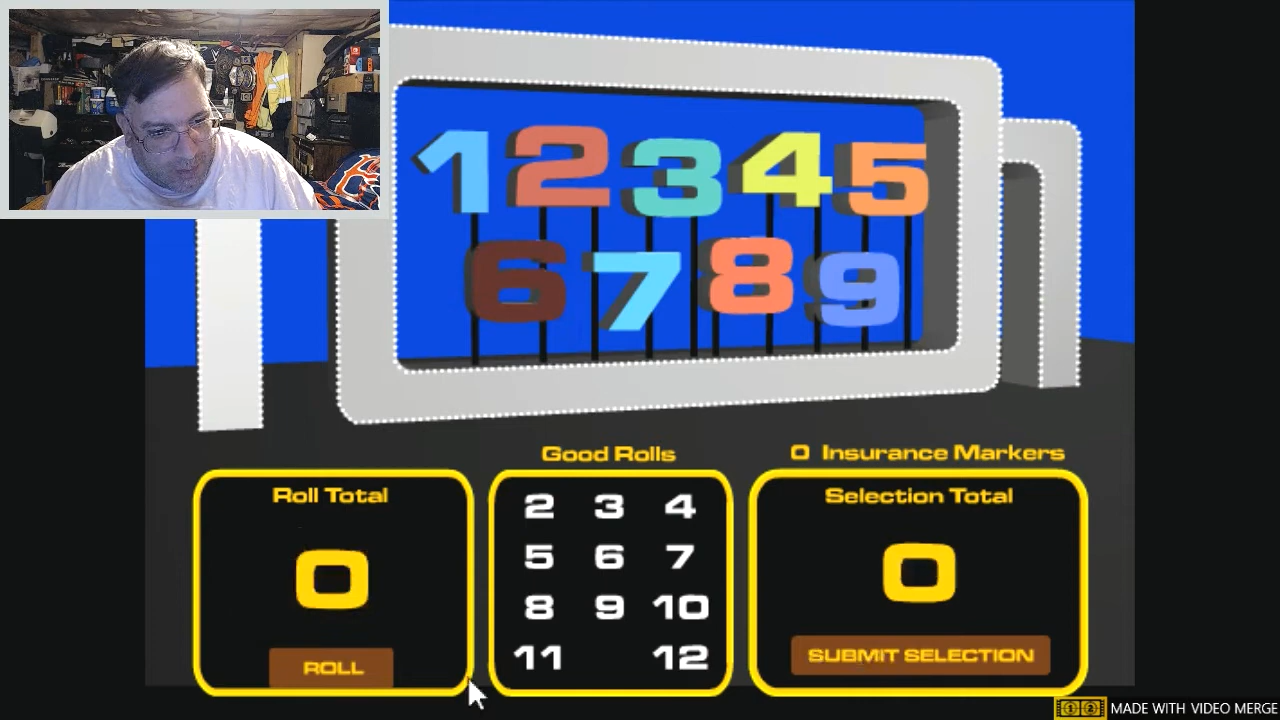 1 2 3 4 5
6 7 8 9
Good Rolls
0 Insurance Markers
Roll Total
0
ROLL
2 3 4
5 6 7
8 9 10
11 12
Selection Total
0
SUBMIT SELECTION
MADE WITH VIDEO MERGE